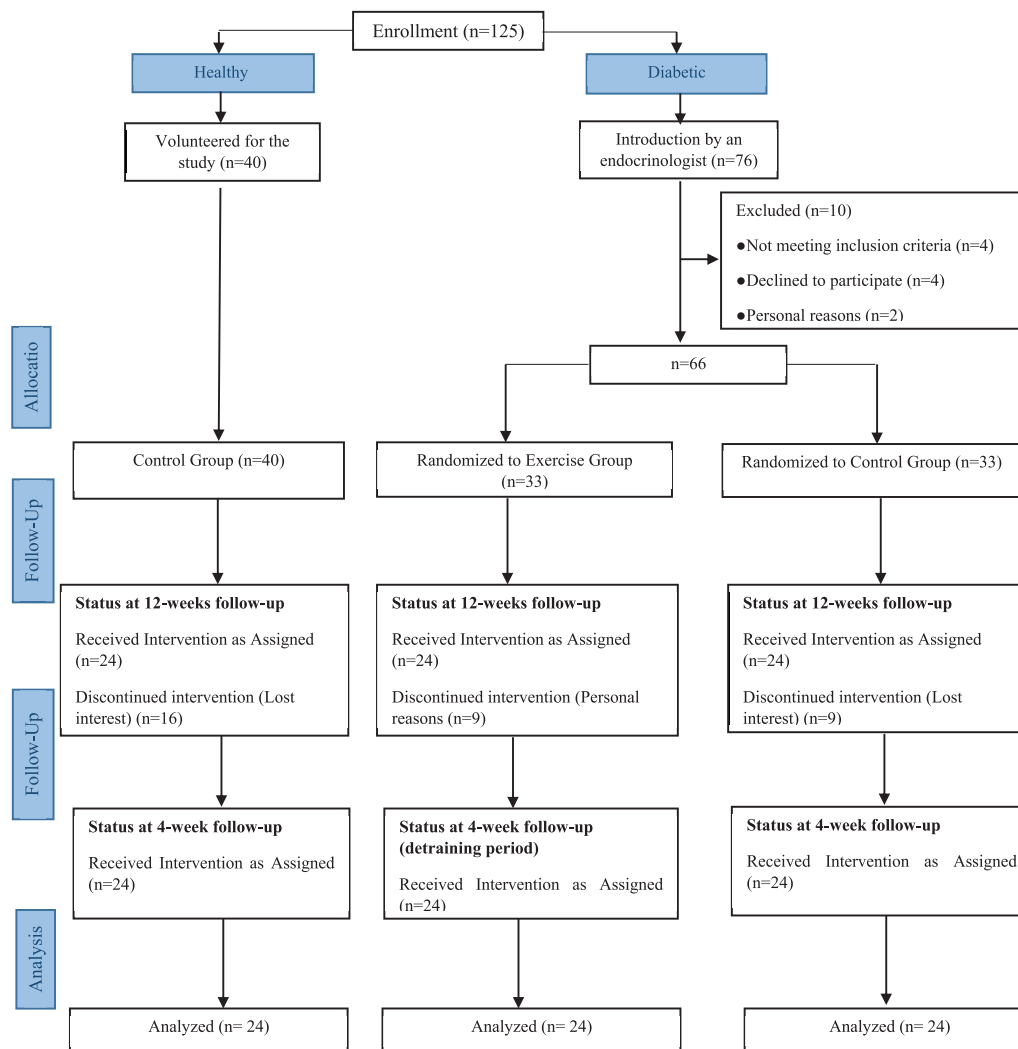 Enrollment (n=125)
Healthy
Diabetic
Volunteered for the
study (n=40)
Introduction by an
endocrinologist (n=76)
Excluded (n=10)
●Not meeting inclusion criteria (n=4)
●Declined to participate (n=4)
●Personal reasons (n=2)
Allocatio
n=66
Control Group (n=40)
Randomized to Exercise Group
(n=33)
Randomized to Control Group (n=33)
Follow-Up
Status at 12-weeks follow-up
Received Intervention as Assigned
(n=24)
Discontinued intervention (Lost
interest) (n=16)
Status at 12-weeks follow-up
Received Intervention as Assigned
(n=24)
Discontinued intervention (Personal
reasons (n=9)
Status at 12-weeks follow-up
Received Intervention as Assigned
(n=24)
Discontinued intervention (Lost
interest) (n=9)
Follow-Up
Status at 4-week follow-up
Received Intervention as Assigned
(n=24)
Status at 4-week follow-up
(detraining period)
Received Intervention as Assigned
(n=24)
Status at 4-week follow-up
Received Intervention as Assigned
(n=24)
Analysis
Analyzed (n= 24)
Analyzed (n= 24)
Analyzed (n= 24)